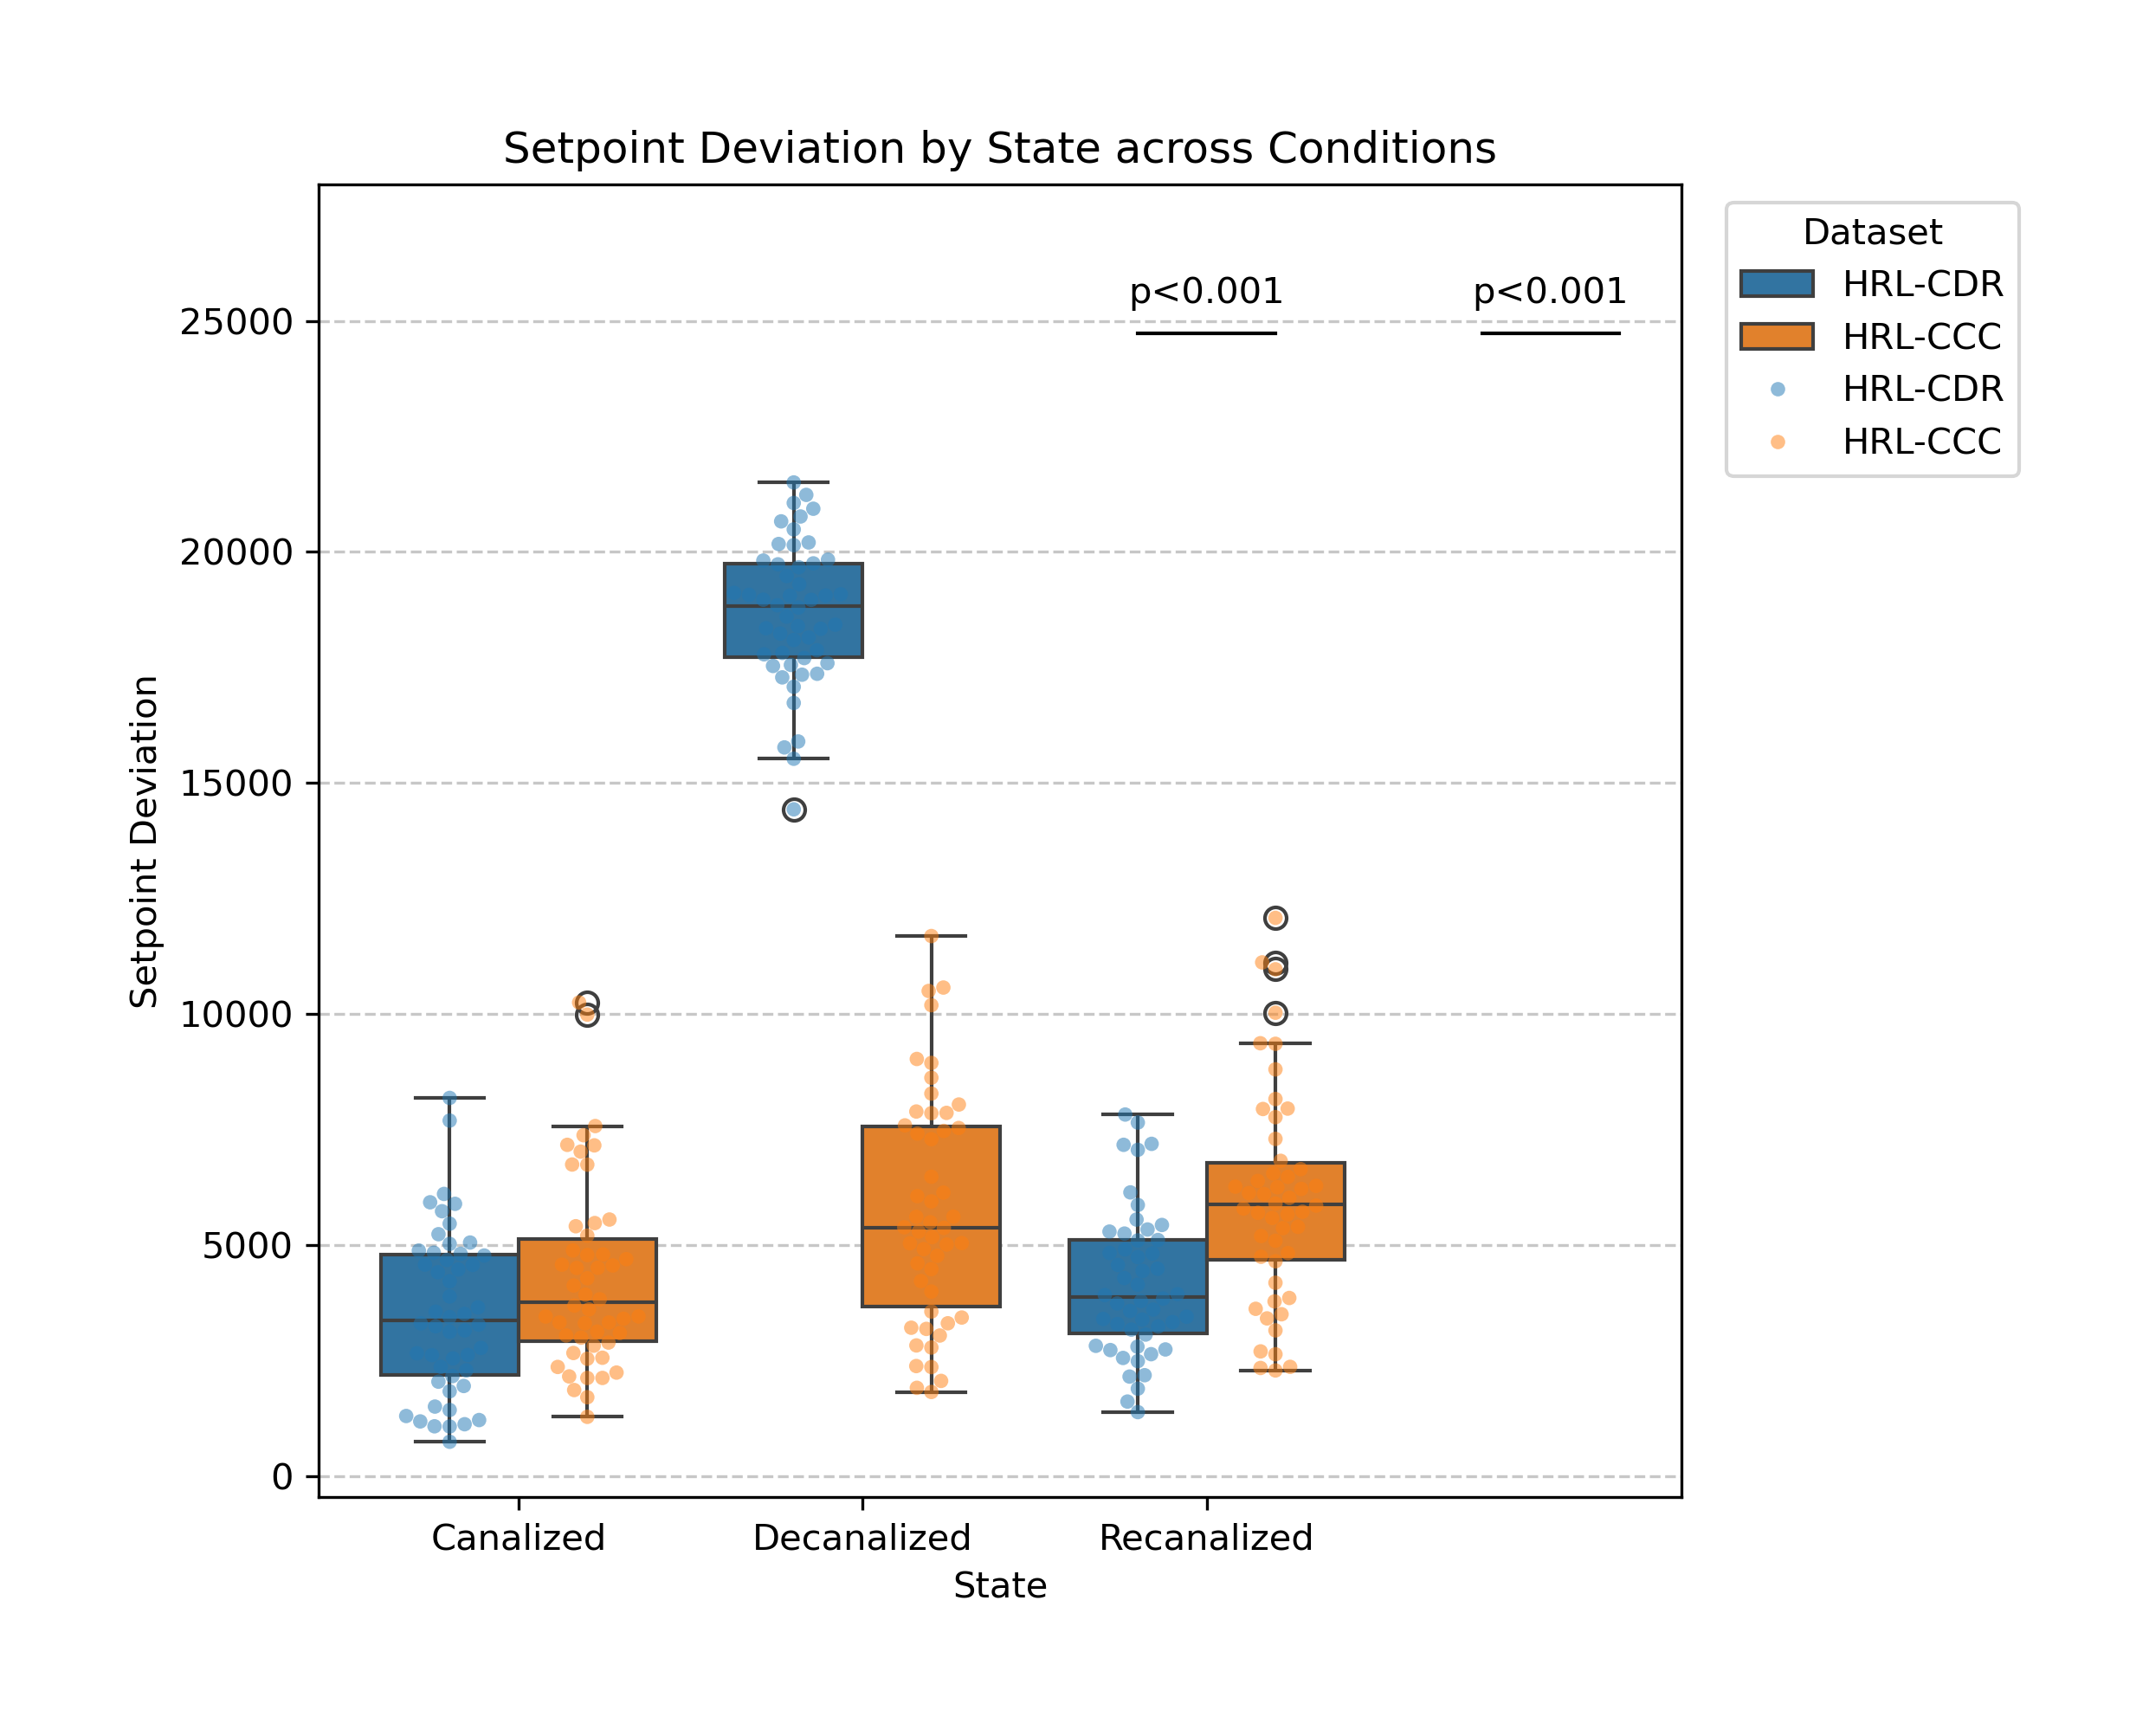 Setpoint Deviation by State across Conditions
Dataset
HRL-CDR
HRL-CCC
HRL-CDR
HRL-CCC
p<0.001 p<0.001
25000
20000
15000
10000
5000
0
Setpoint Deviation
Canalized Decanalized Recanalized
State